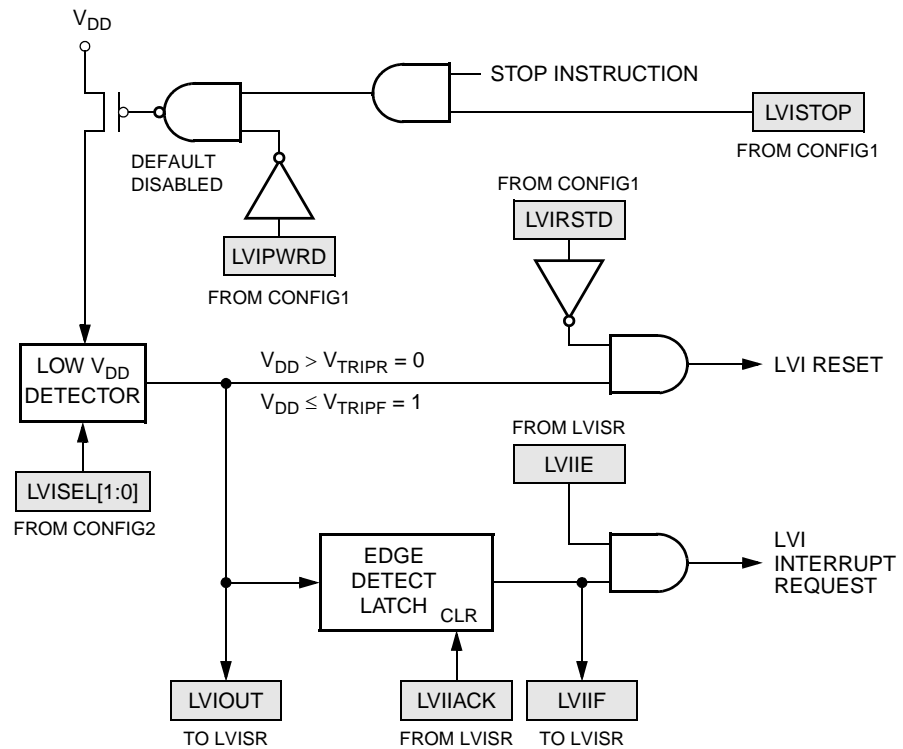 VDD
STOP INSTRUCTION
LVISTOP
FROM CONFIG1
DEFAULT
DISABLED
LVIPWRD
FROM CONFIG1
FROM CONFIG1
LVIRSTD
LOW VDD
DETECTOR
VDD > VTRIPR = 0
VDD ≤ VTRIPF = 1
LVI RESET
LVISEL[1:0]
FROM CONFIG2
FROM LVISR
LVIIE
EDGE
DETECT
LATCH
CLR
LVI
INTERRUPT
REQUEST
LVIOUT
TO LVISR
LVIIACK
FROM LVISR
LVIIF
TO LVISR